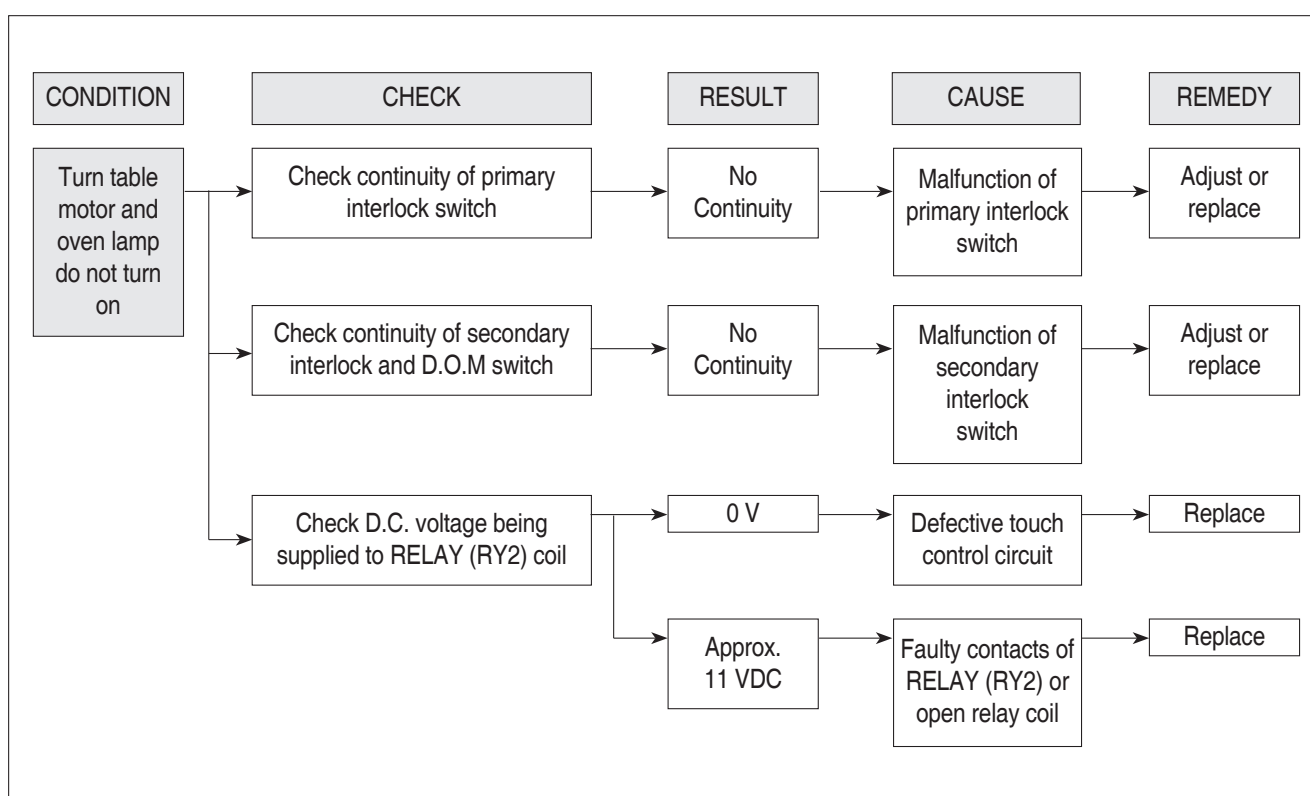 CONDITION
CHECK
RESULT
CAUSE
REMEDY
Turn table
motor and
oven lamp
do not turn
on
Check continuity of primary
interlock switch
No
Continuity
Malfunction of
primary interlock
switch
Adjust or
replace
Check continuity of secondary
interlock and D.O.M switch
No
Continuity
Malfunction of
secondary
interlock
switch
Adjust or
replace
Check D.C. voltage being
supplied to RELAY (RY2) coil
0 V
Defective touch
control circuit
Replace
Approx.
11 VDC
Faulty contacts of
RELAY (RY2) or
open relay coil
Replace